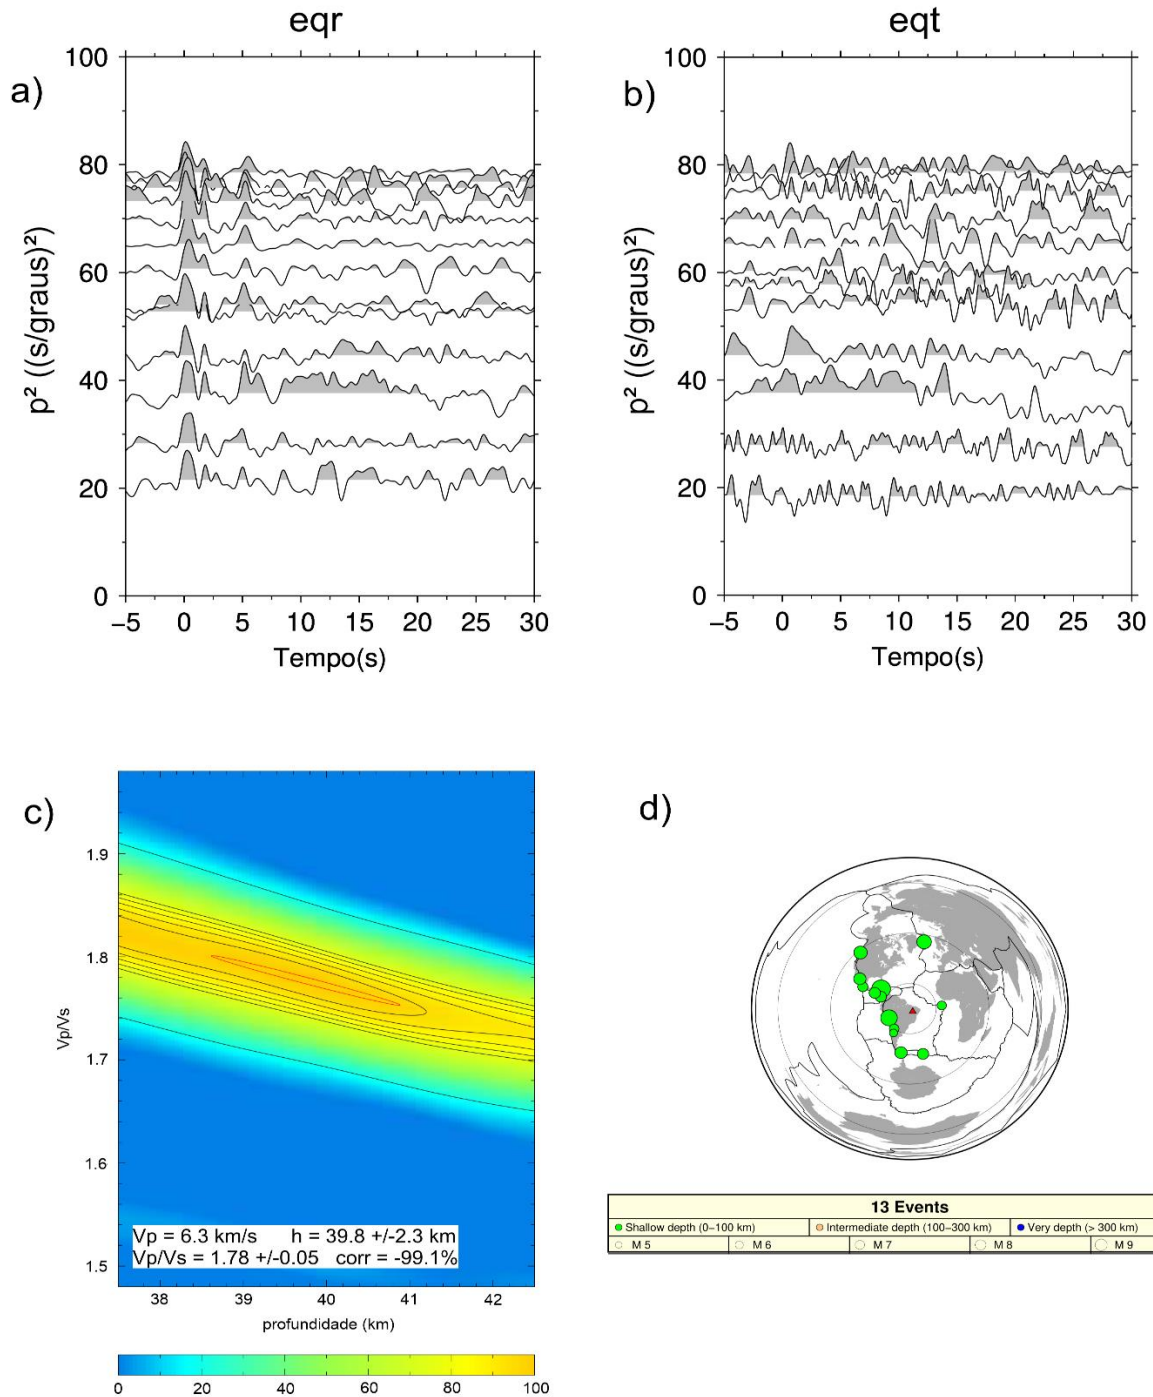 eqr
eqt
a)
b)
100
80
60
40
20
0
p² ((s/graus)²)
−5 0 5 10 15 20 25 30
Tempo(s)
100
80
60
40
20
0
p² ((s/graus)²)
−5 0 5 10 15 20 25 30
Tempo(s)
c)
d)
1.9
1.8
1.7
1.6
1.5
Vp/Vs
Vp = 6.3 km/s h = 39.8 +/-2.3 km
Vp/Vs = 1.78 +/-0.05 corr = -99.1%
38 39 40 41 42
profundidade (km)
0 20 40 60 80 100
13 Events
Shallow depth (0−100 km) Intermediate depth (100−300 km) Very depth (> 300 km)
M 5 M 6 M 7 M 8 M 9